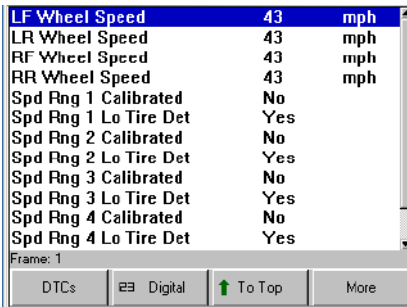 LF Wheel Speed 43 mph
LR Wheel Speed 43 mph
RF Wheel Speed 43 mph
RR Wheel Speed 43 mph
Spd Rng 1 Calibrated No
Spd Rng 1 Lo Tire Det Yes
Spd Rng 2 Calibrated No
Spd Rng 2 Lo Tire Det Yes
Spd Rng 3 Calibrated No
Spd Rng 3 Lo Tire Det Yes
Spd Rng 4 Calibrated No
Spd Rng 4 Lo Tire Det Yes
Frame: 1
DTCs Digital To Top More